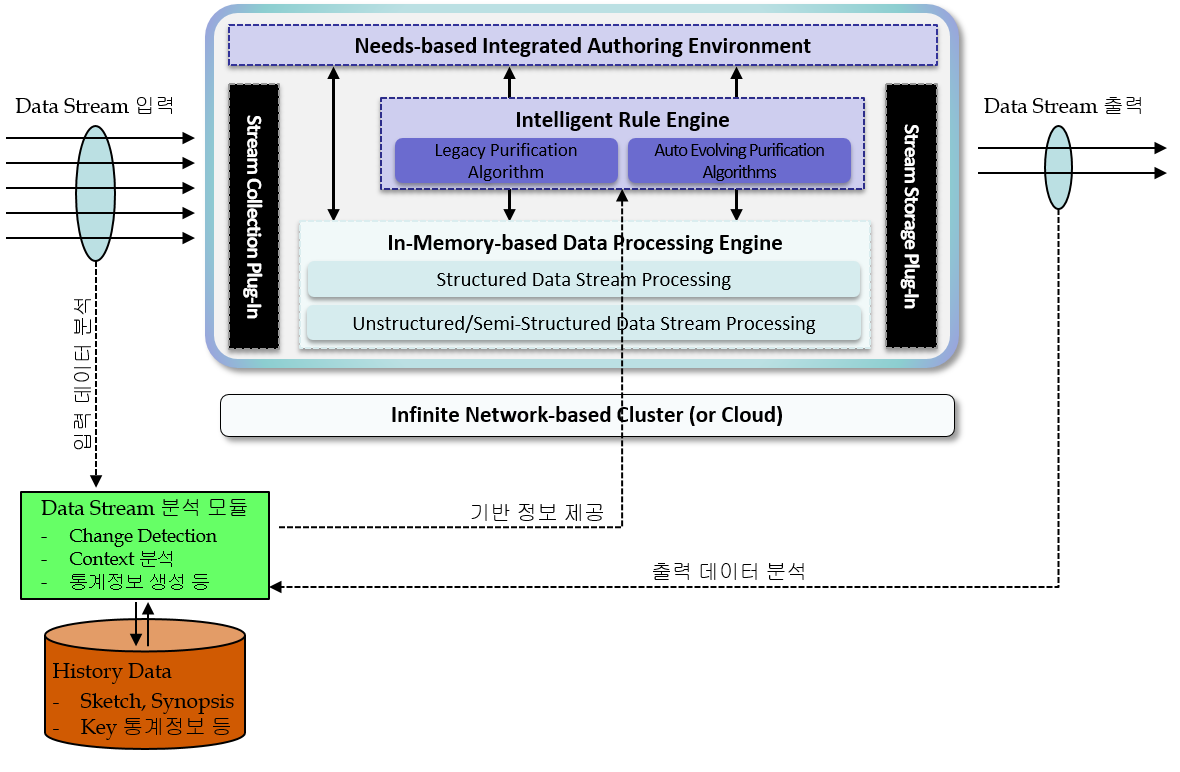 Needs-based Integrated Authoring Environment
Data Stream 입력
Stream Collection Plug-In
Intelligent Rule Engine
Legacy Purification
Algorithm
Auto Evolving Purification
Algorithms
Stream Storage Plug-In
Data Stream 출력
In-Memory-based Data Processing Engine
Structured Data Stream Processing
Unstructured/Semi-Structured Data Stream Processing
입력 데이터 분석
Infinite Network-based Cluster (or Cloud)
Data Stream 분석 모듈
- Change Detection
- Context 분석
- 통계정보 생성 등
기반 정보 제공
출력 데이터 분석
History Data
- Sketch, Synopsis
- Key 통계정보 등